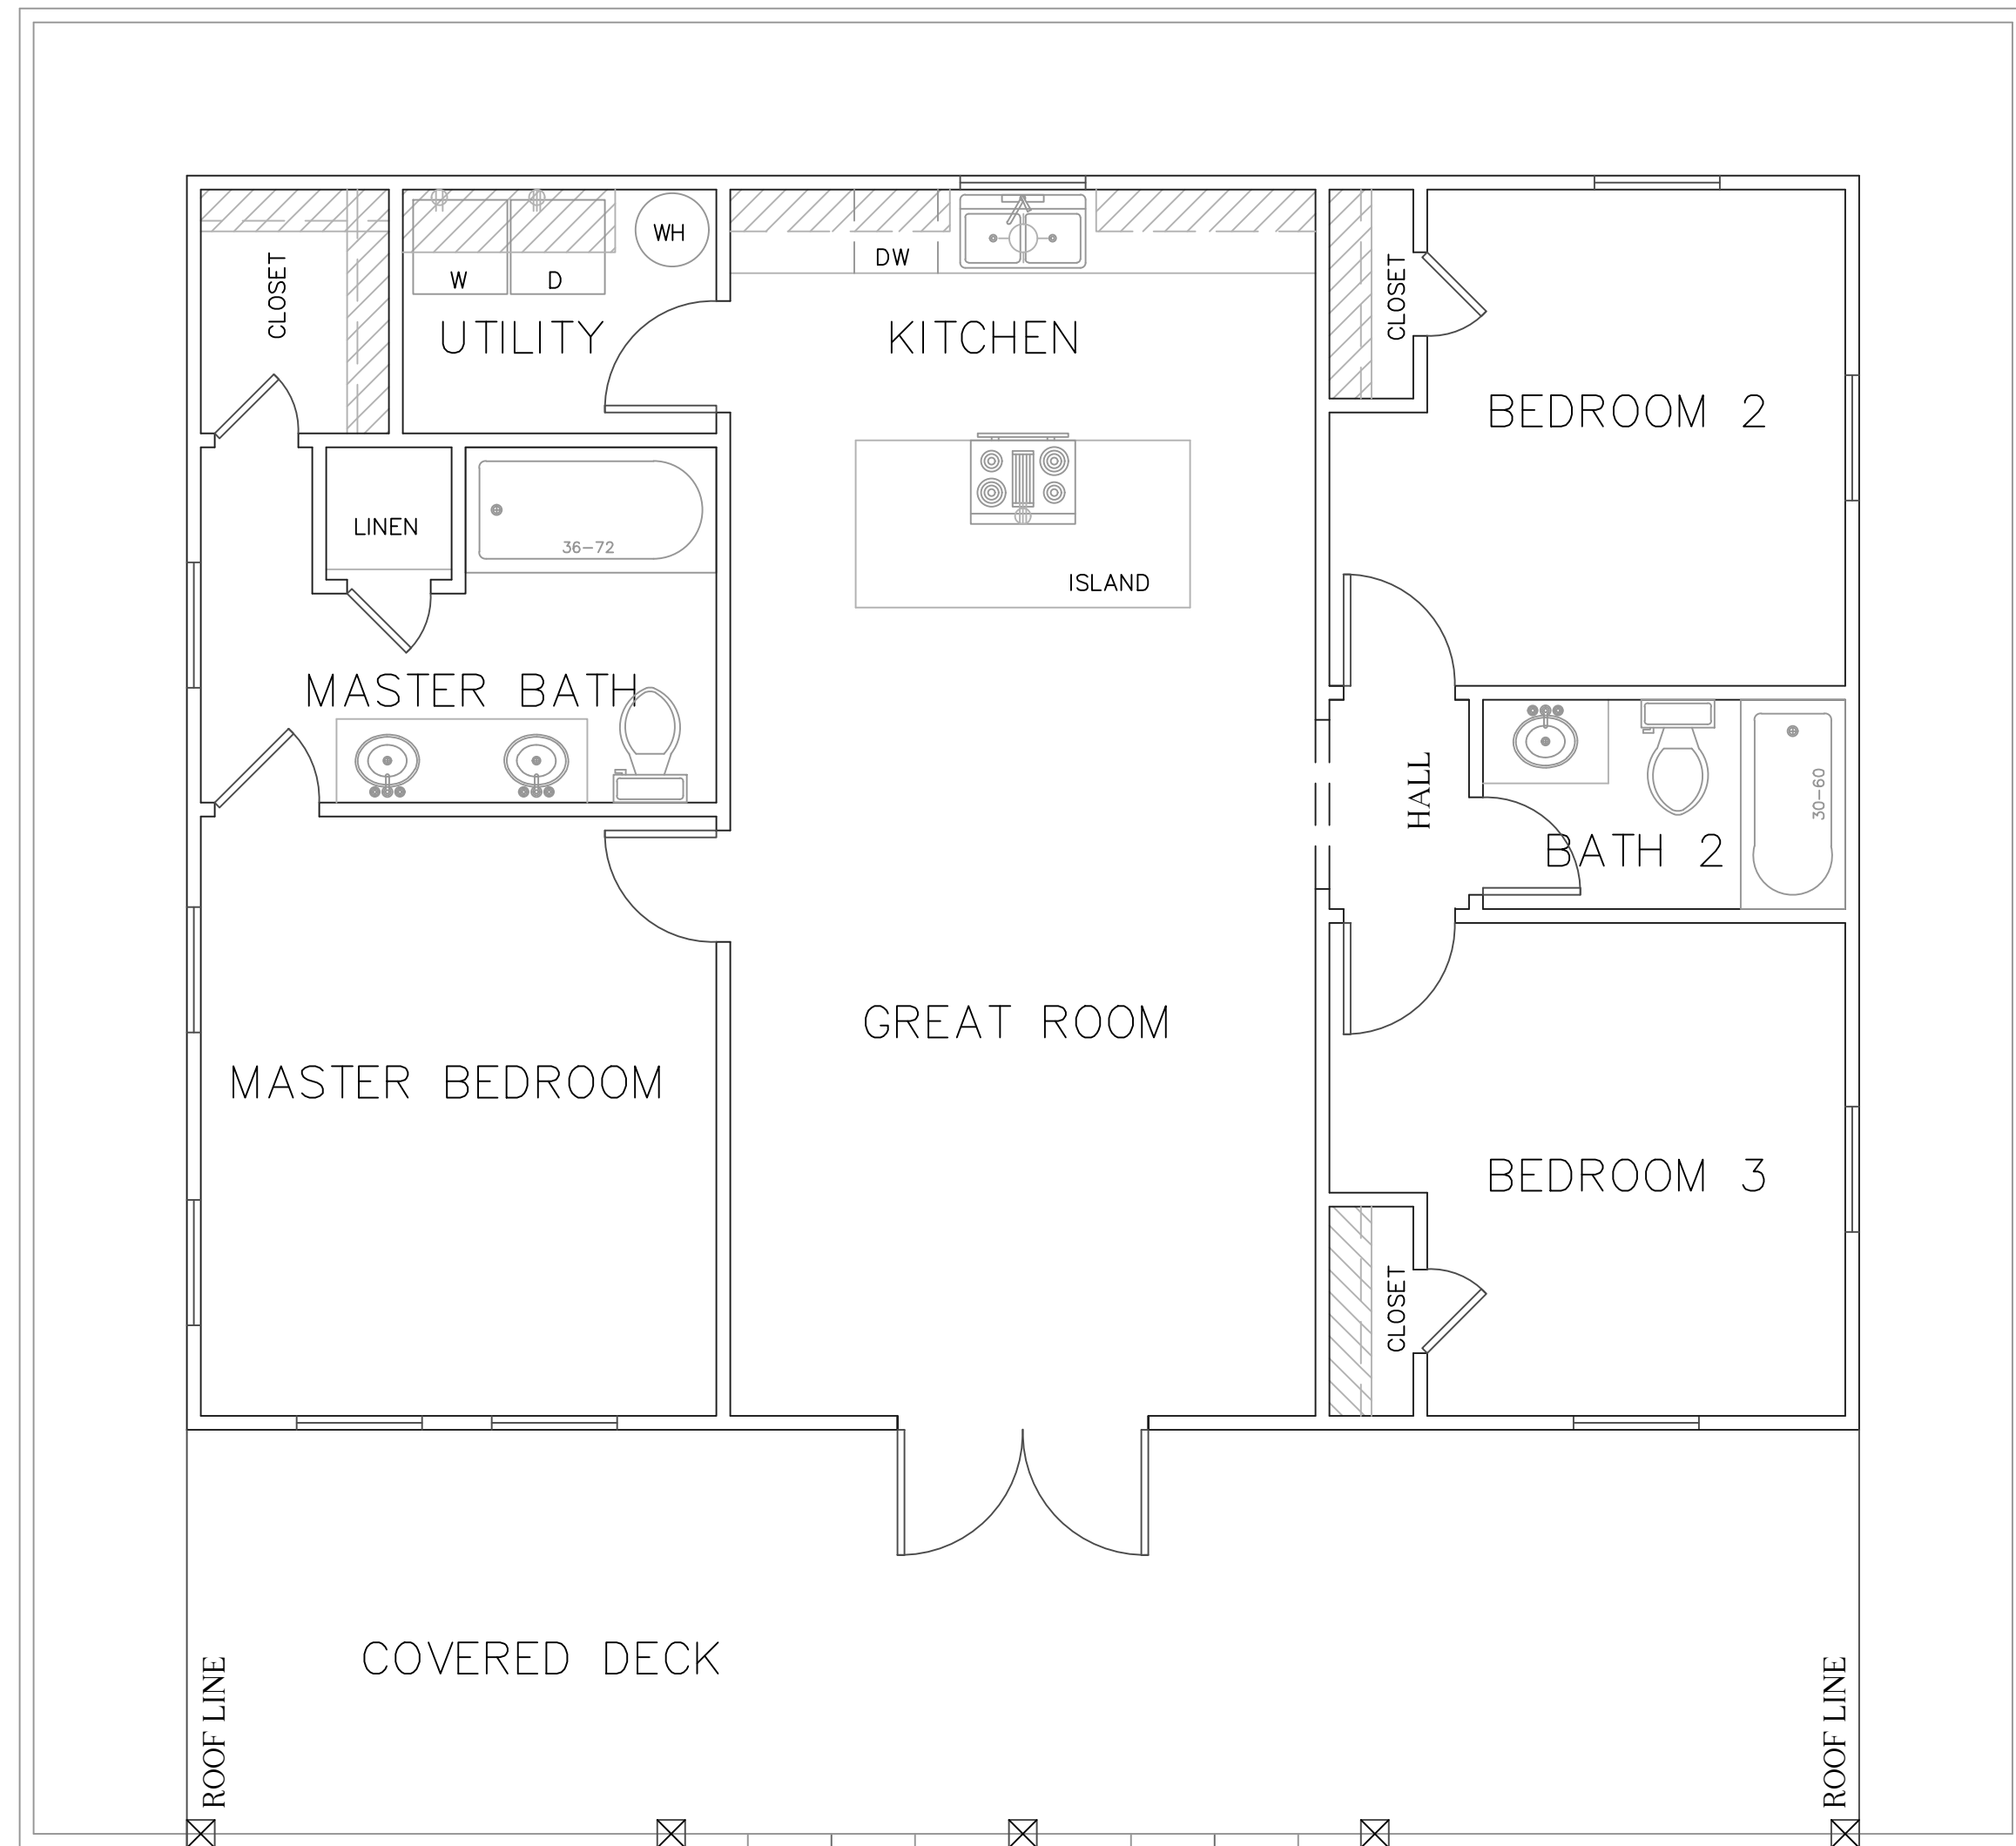 WH
DW
W
D
CLOSET
CLOSET
UTILITY
KITCHEN
BEDROOM 2
LINEN
36-72
ISLAND
MASTER BATH
HALL
30-60
BATH 2
GREAT ROOM
MASTER BEDROOM
BEDROOM 3
CLOSET
COVERED DECK
ROOF LINE
ROOF LINE